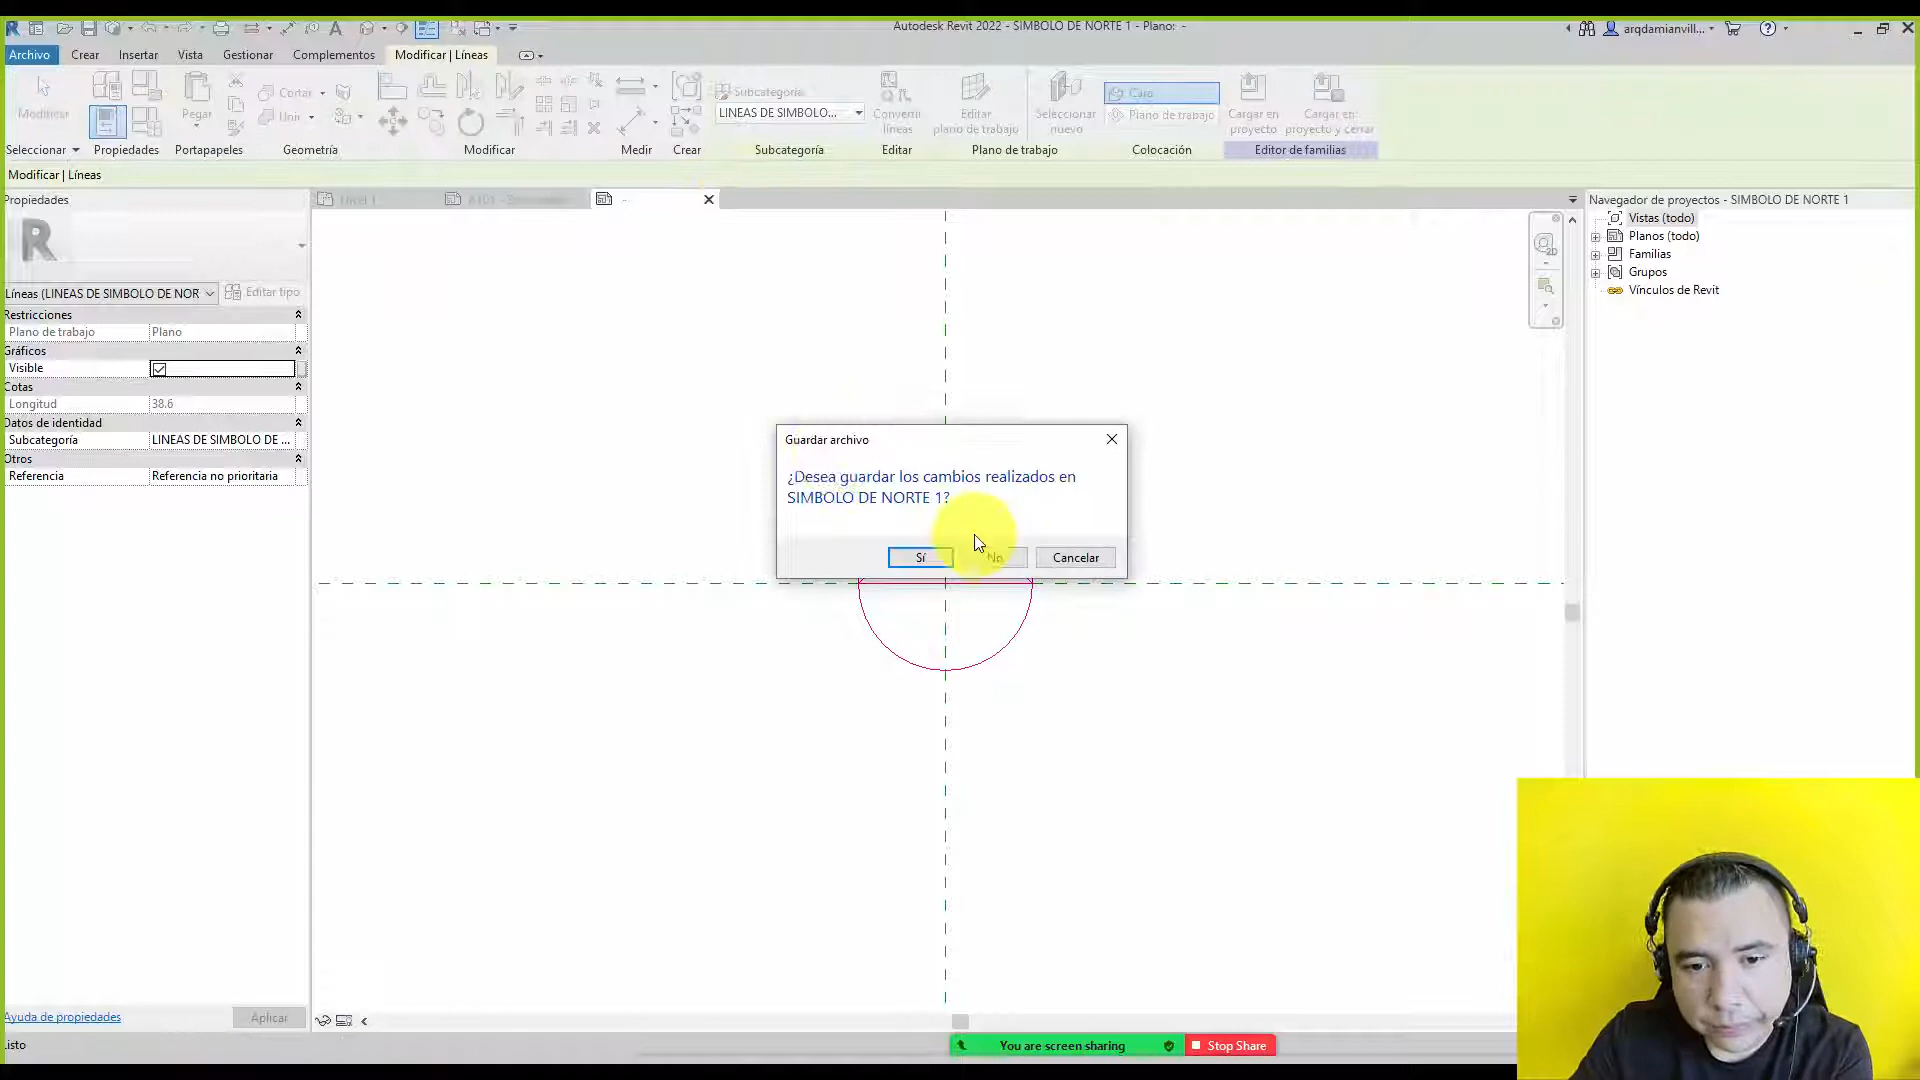 Autodesk Revit 2022 - SIMBOLO DE NORTE 1 - Plano: -
arqdamianvill...
Archivo
Crear
Insertar
Vista
Gestionar
Complementos
Modificar | Líneas
Modificar
Pegar
Cortar
Unir
Subcategoría
LINEAS DE SIMBOLO...
Convertir
líneas
Editar
plano de trabajo
Seleccionar
nuevo
Cara
Plano de trabajo
Cargar en
proyecto
Cargar en
proyecto y cerrar
Seleccionar
Propiedades
Portapapeles
Geometría
Modificar
Medir
Crear
Subcategoría
Editar
Plano de trabajo
Colocación
Editor de familias
Modificar | Líneas
Propiedades
-
Navegador de proyectos - SIMBOLO DE NORTE 1
Vistas (todo)
Planos (todo)
Familias
Grupos
Vínculos de Revit
Líneas (LINEAS DE SIMBOLO DE NOR
Editar tipo
Restricciones
Plano de trabajo Plano
Gráficos
Visible
Cotas
Longitud 38.6
Datos de identidad
Subcategoría LINEAS DE SIMBOLO DE ...
Otros
Referencia Referencia no prioritaria
Guardar archivo
¿Desea guardar los cambios realizados en
SIMBOLO DE NORTE 1?
Sí
No
Cancelar
Ayuda de propiedades
Aplicar
Listo
You are screen sharing
Stop Share